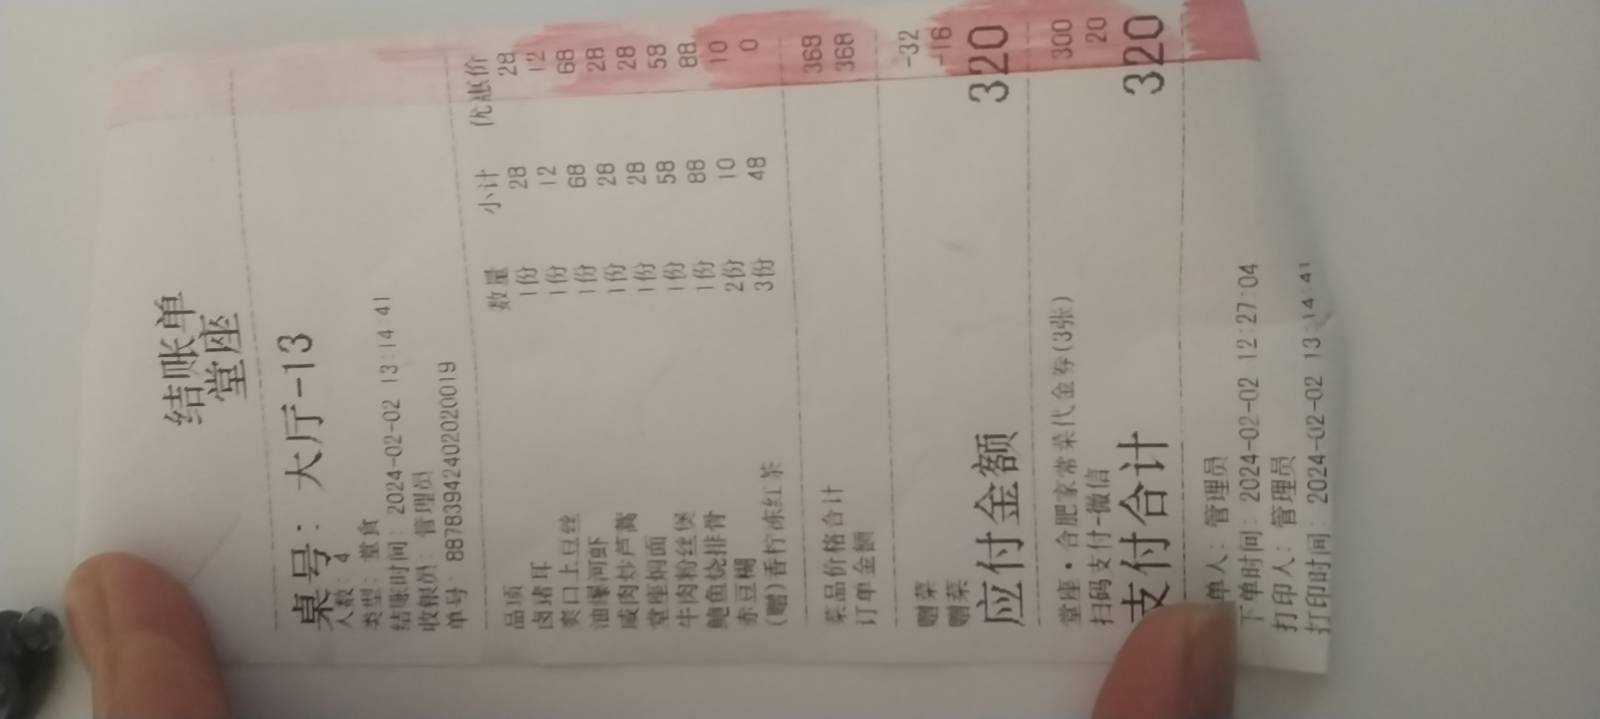 结账单
堂座
桌号：大厅-13
人数：4
类型：堂食
结账时间：2024-02-02 13:14:41
收银员：管理员
单号：88783942402020019
品项 数量 小计 优惠价
卤猪耳 1份 28 28
爽口土豆丝 1份 12 12
油爆河虾 1份 68 68
咸肉炒芦蒿 1份 28 28
堂座焖面 1份 28 28
牛肉粉丝煲 1份 58 58
鲍鱼烧排骨 1份 88 88
赤豆糊 2份 10 10
(赠)香柠冻红茶 3份 48 0
菜品价格合计 368
订单金额 368
赠菜 -32
赠菜 -16
应付金额 320
堂座·合肥家常菜代金券(3张) 300
扫码支付-微信 20
支付合计 320
单人：管理员
下单时间：2024-02-02 12:27:04
打印人：管理员
打印时间：2024-02-02 13:14:41